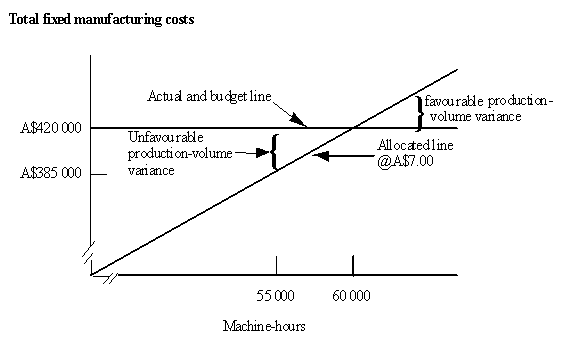 Total fixed manufacturing costs
Actual and budget line
favourable production-
volume variance
A$420 000
Unfavourable
production-volume
variance
Allocated line
@A$7.00
A$385 000
55 000
60 000
Machine-hours